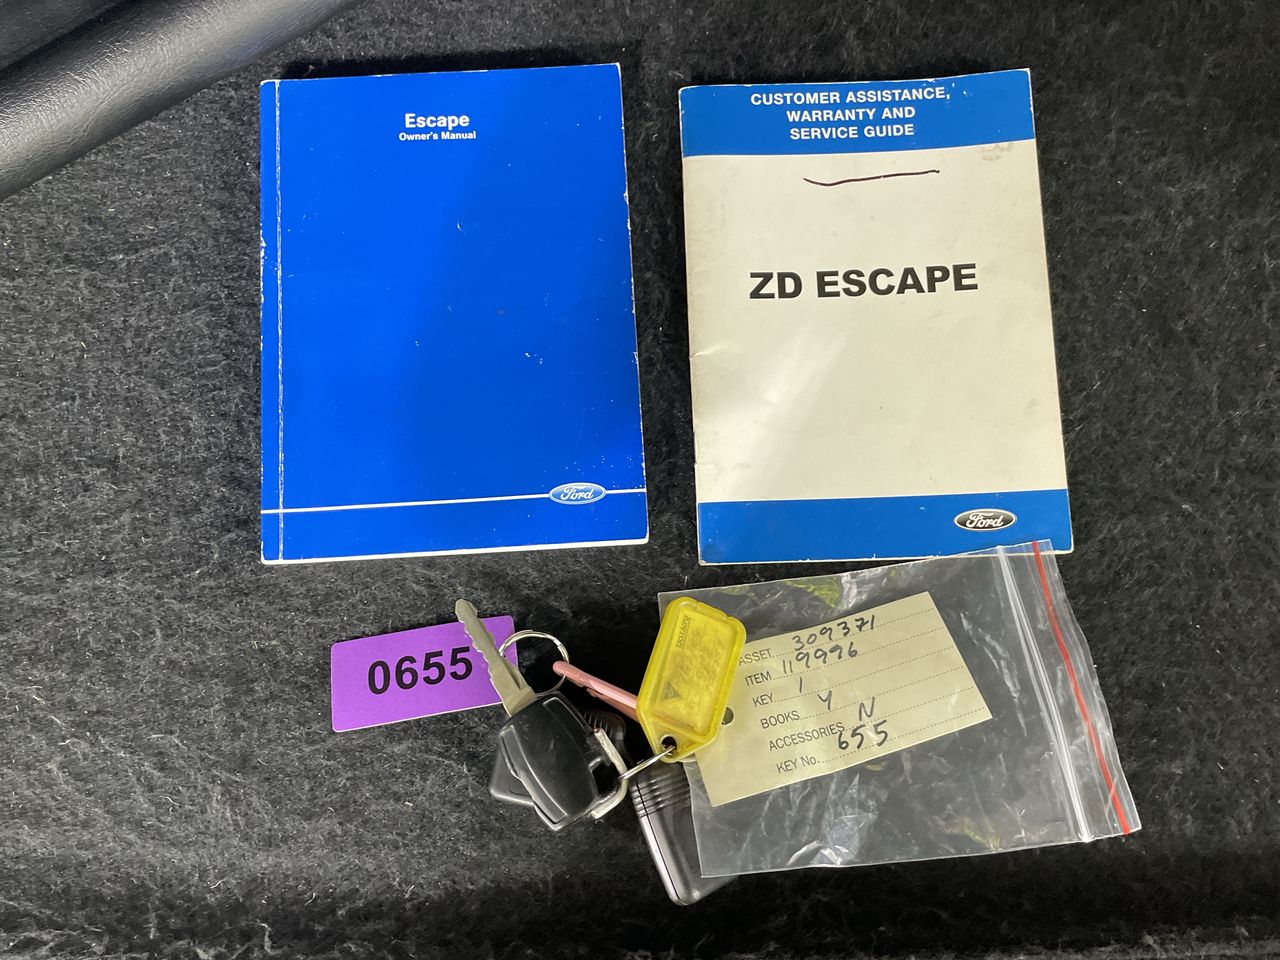 Escape
Owner's Manual
Ford
CUSTOMER ASSISTANCE,
WARRANTY AND
SERVICE GUIDE
ZD ESCAPE
Ford
0655
ASSET 309371
ITEM 119996
KEY 1
BOOKS Y
ACCESSORIES N
KEY No. 655